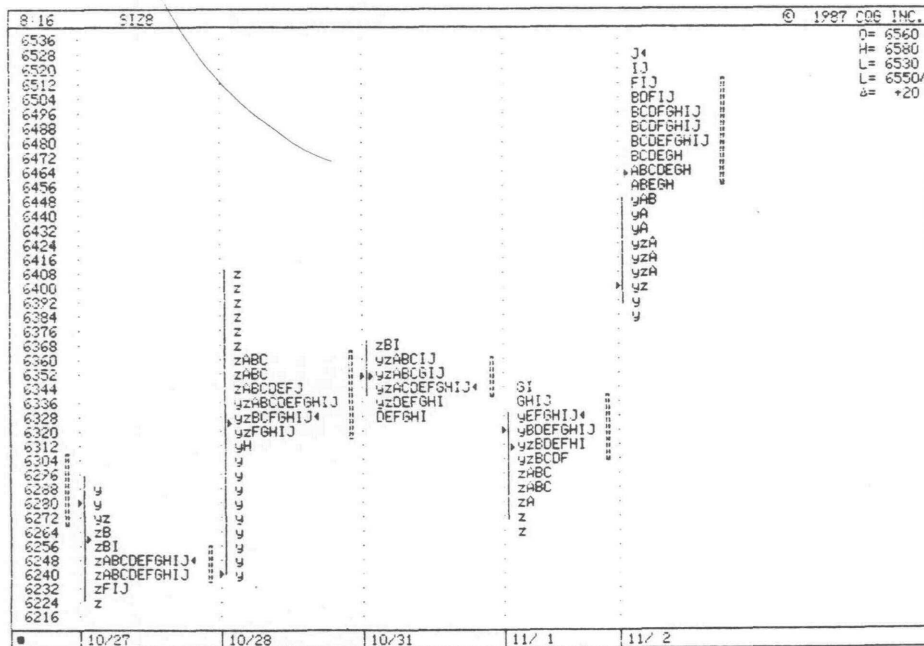 8-16 SIZ8 © 1987 CQG INC.
6536 O= 6560
6528 J H= 6580
6520 IJ L= 6530
6512 FIJ L= 6550/
6504 BDFIJ Δ= +20
6496 BCDFGHIJ
6488 BCDFGHIJ
6480 BCDEFGHIJ
6472 BCDEGH
6464 ABCDEGH
6456 ABEGH
6448 yAB
6440 yA
6432 yA
6424 yzA
6416 yzA
6408 z yzA
6400 z yz
6392 z y
6384 z y
6376 z
6368 z zBI
6360 zABC yzABCIJ
6352 zABC yzABCGIJ
6344 zABCDEFJ yzACDEFGHIJ GI
6336 yzABCDEFGHIJ yzDEFGHI GHIJ
6328 yzBCFGHIJ DEFGHI yEFGHIJ
6320 yzFGHIJ yBDEFGHIJ
6312 yH yzBDEFHI
6304 y yzBCDF
6296 y zABC
6288 y y zABC
6280 y y zA
6272 yz y z
6264 zB y z
6256 zBI y
6248 zABCDEFGHIJ y
6240 zABCDEFGHIJ y
6232 zFIJ
6224 z
6216
10/27 10/28 10/31 11/ 1 11/ 2